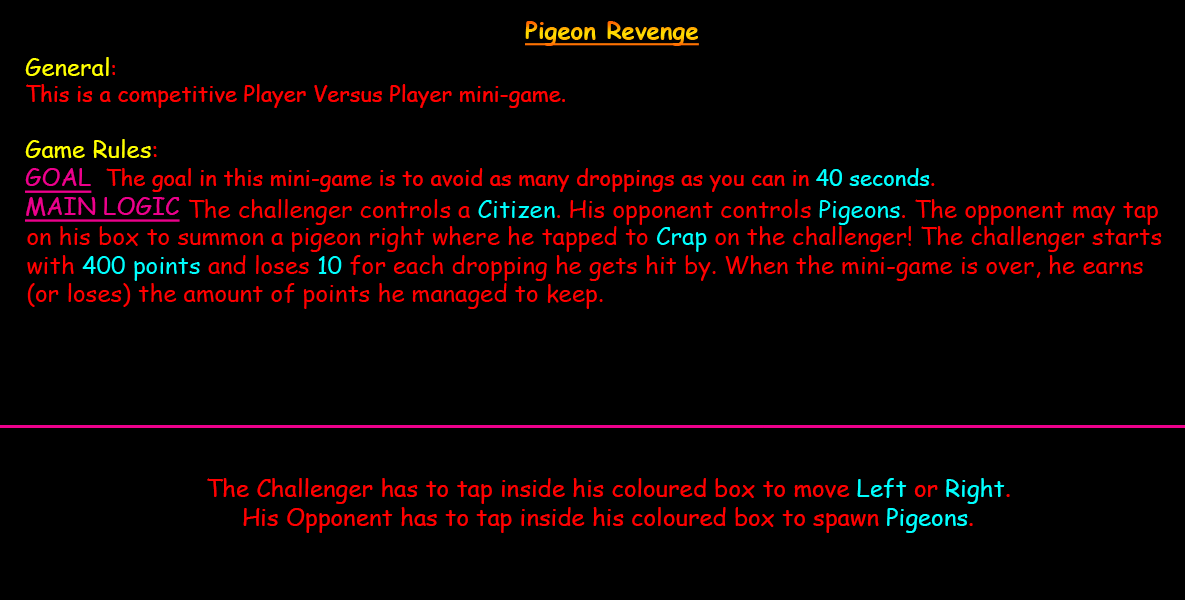 Pigeon Revenge
General:
This is a competitive Player Versus Player mini-game.
Game Rules:
GOAL The goal in this mini-game is to avoid as many droppings as you can in 40 seconds.
MAIN LOGIC The challenger controls a Citizen. His opponent controls Pigeons. The opponent may tap
on his box to summon a pigeon right where he tapped to Crap on the challenger! The challenger starts
with 400 points and loses 10 for each dropping he gets hit by. When the mini-game is over, he earns
(or loses) the amount of points he managed to keep.
The Challenger has to tap inside his coloured box to move Left or Right.
His Opponent has to tap inside his coloured box to spawn Pigeons.